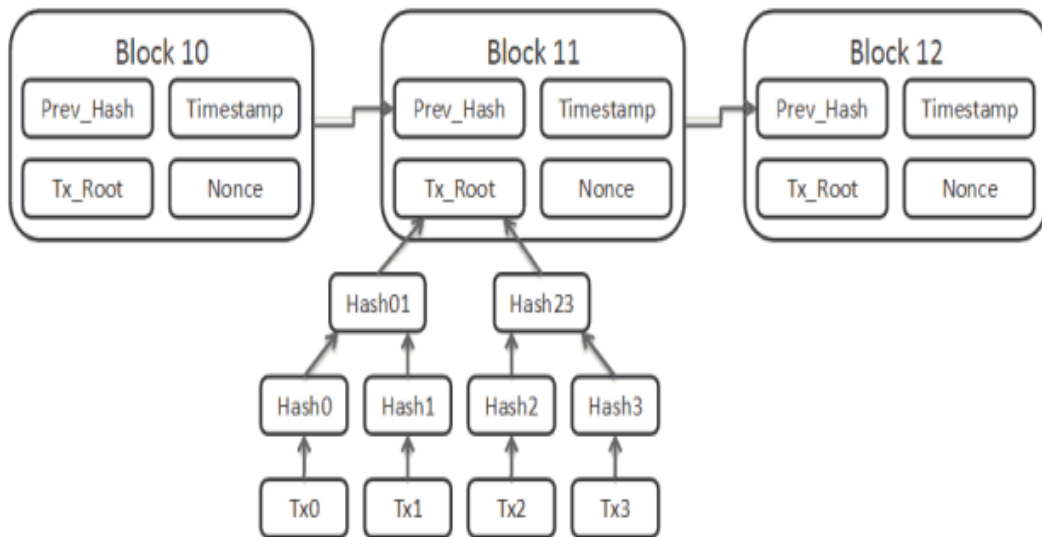 Block 10
Block 11
Block 12
Prev_Hash Timestamp
Prev_Hash Timestamp
Prev_Hash Timestamp
Tx_Root Nonce
Tx_Root Nonce
Tx_Root Nonce
Hash01 Hash23
Hash0 Hash1 Hash2 Hash3
Tx0 Tx1 Tx2 Tx3